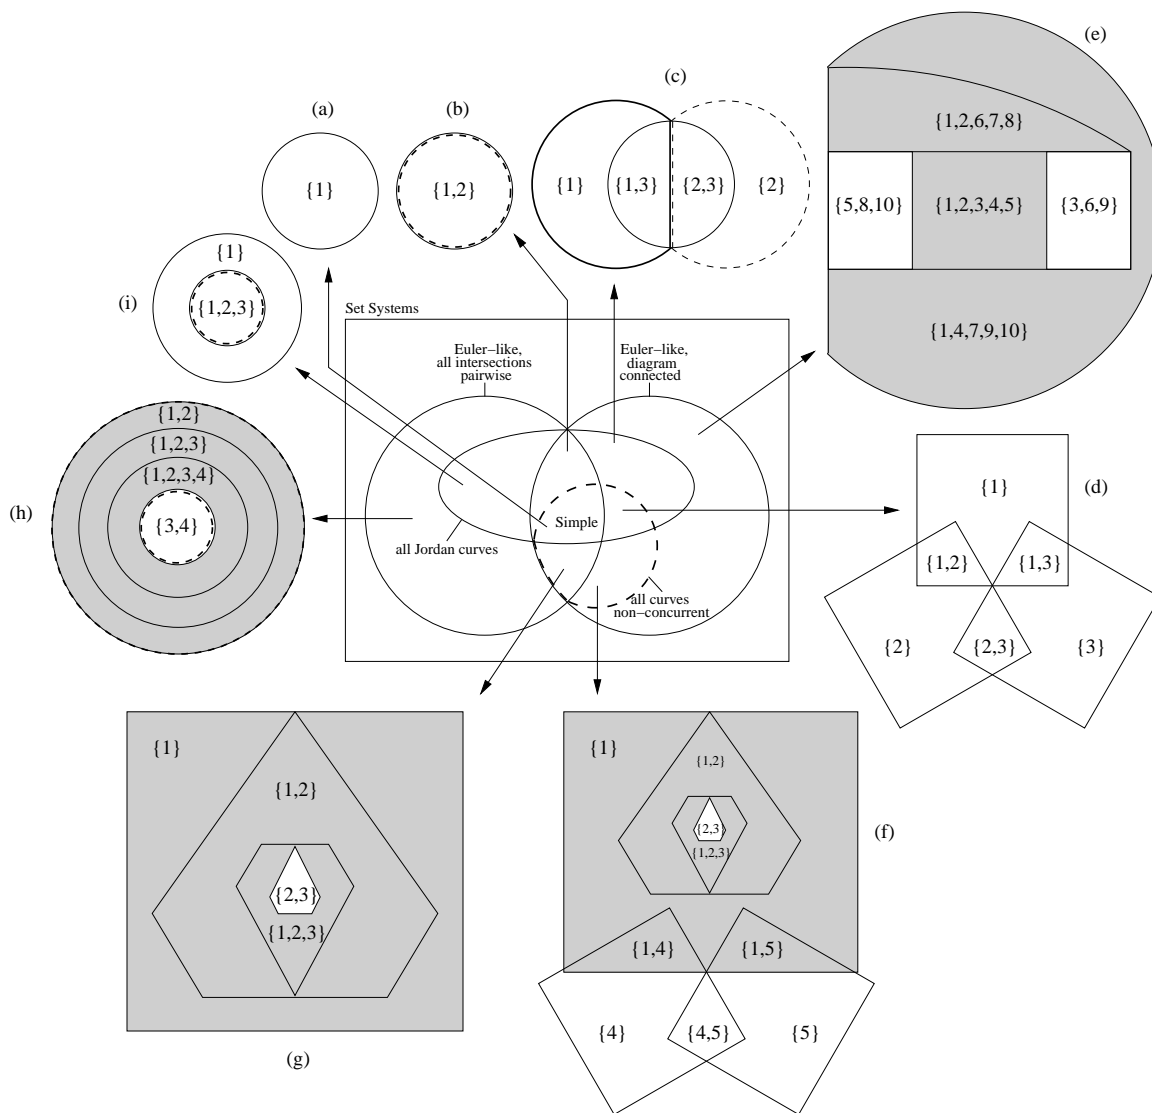 (e)
(c)
(a)
(b)
{1,2,6,7,8}
{1}
{1,2}
{1}
{1,3}
{2,3}
{2}
{5,8,10}
{1,2,3,4,5}
{3,6,9}
{1}
(i)
{1,2,3}
Set Systems
{1,4,7,9,10}
Euler−like,
all intersections
pairwise
Euler−like,
diagram
connected
{1,2}
{1,2,3}
{1,2,3,4}
(h)
{3,4}
Simple
all Jordan curves
all curves
non−concurrent
{1}
(d)
{1,2}
{1,3}
{2}
{2,3}
{3}
{1}
{1,2}
{2,3}
{1,2,3}
(g)
{1}
{1,2}
{2,3}
{1,2,3}
(f)
{1,4}
{1,5}
{4}
{4,5}
{5}